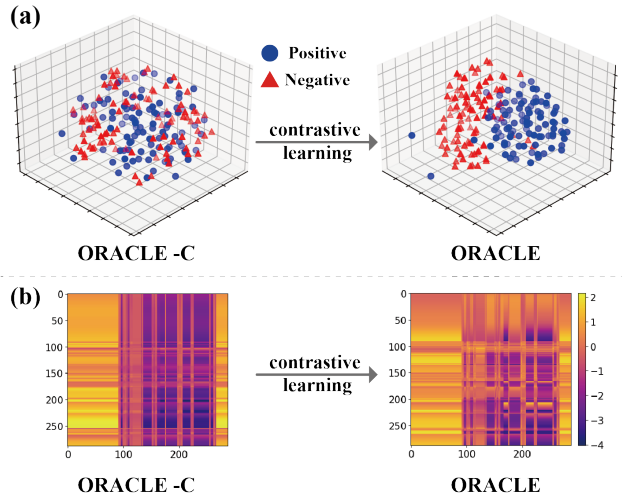 (a)
Positive
Negative
contrastive
learning
ORACLE -C
ORACLE
(b)
0
50
100
150
200
250
0
100
200
contrastive
learning
0
50
100
150
200
250
0
100
200
2
1
0
−1
−2
−3
−4
ORACLE -C
ORACLE